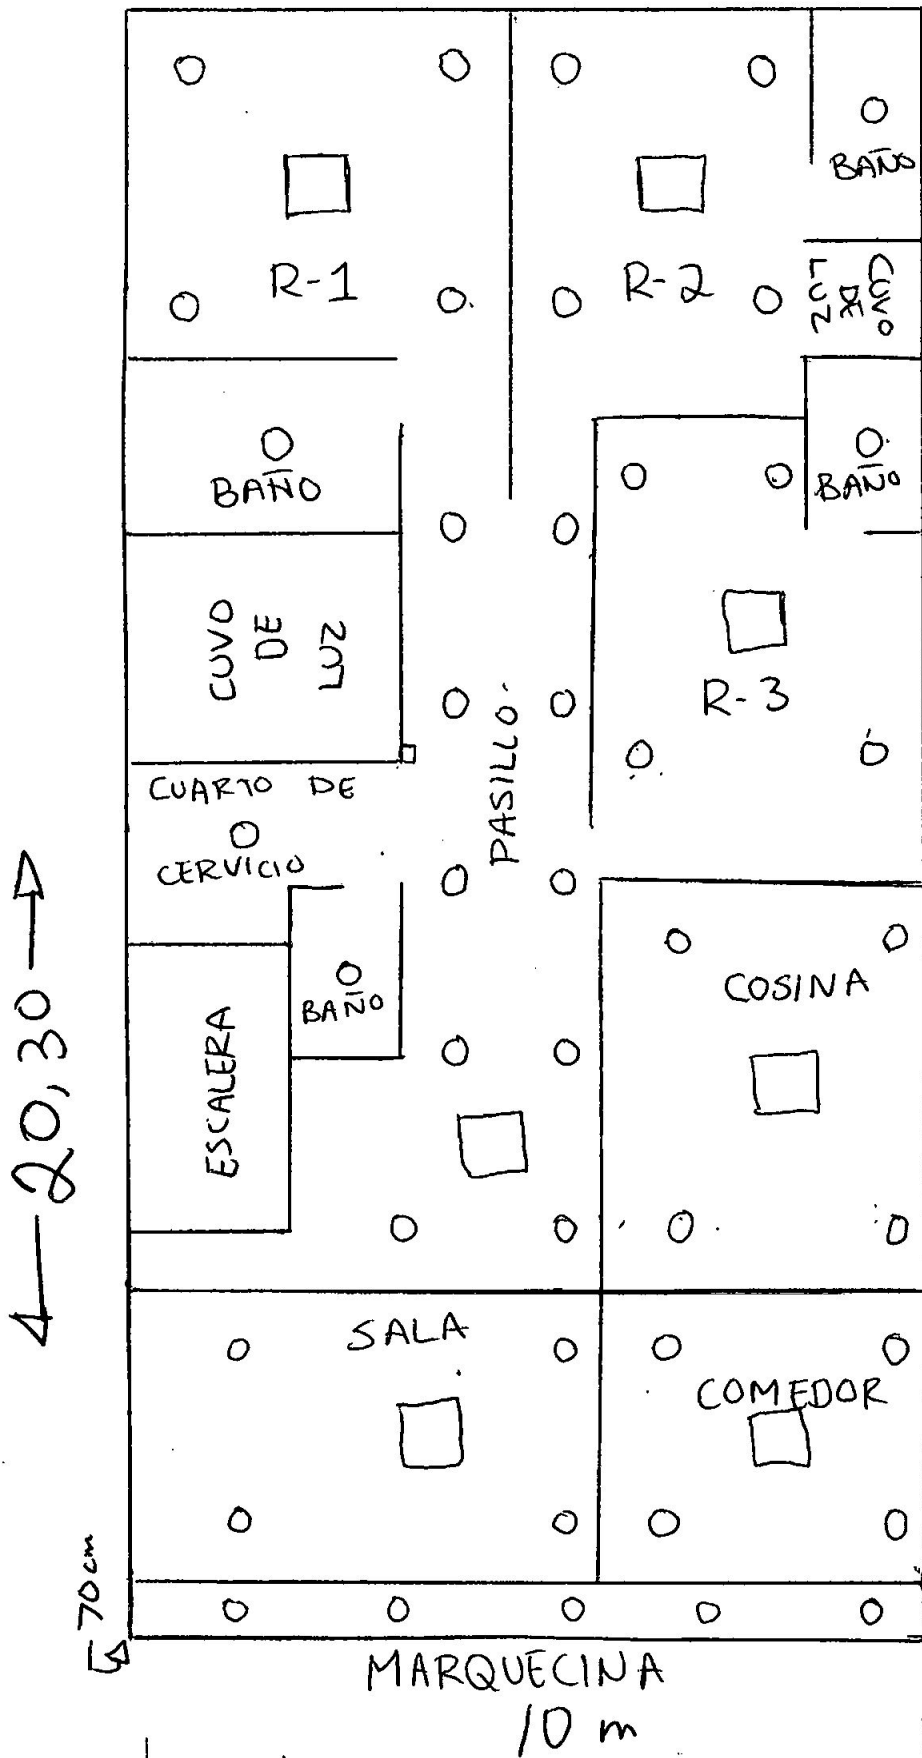 BAÑO
R-1
R-2
CUVO
DE
LUZ
BAÑO
BAÑO
CUVO
DE
LUZ
R-3
PASILLO
CUARTO DE
CERVICIO
COSINA
BAÑO
ESCALERA
20,30
SALA
COMEDOR
70cm
MARQUECINA
10 m